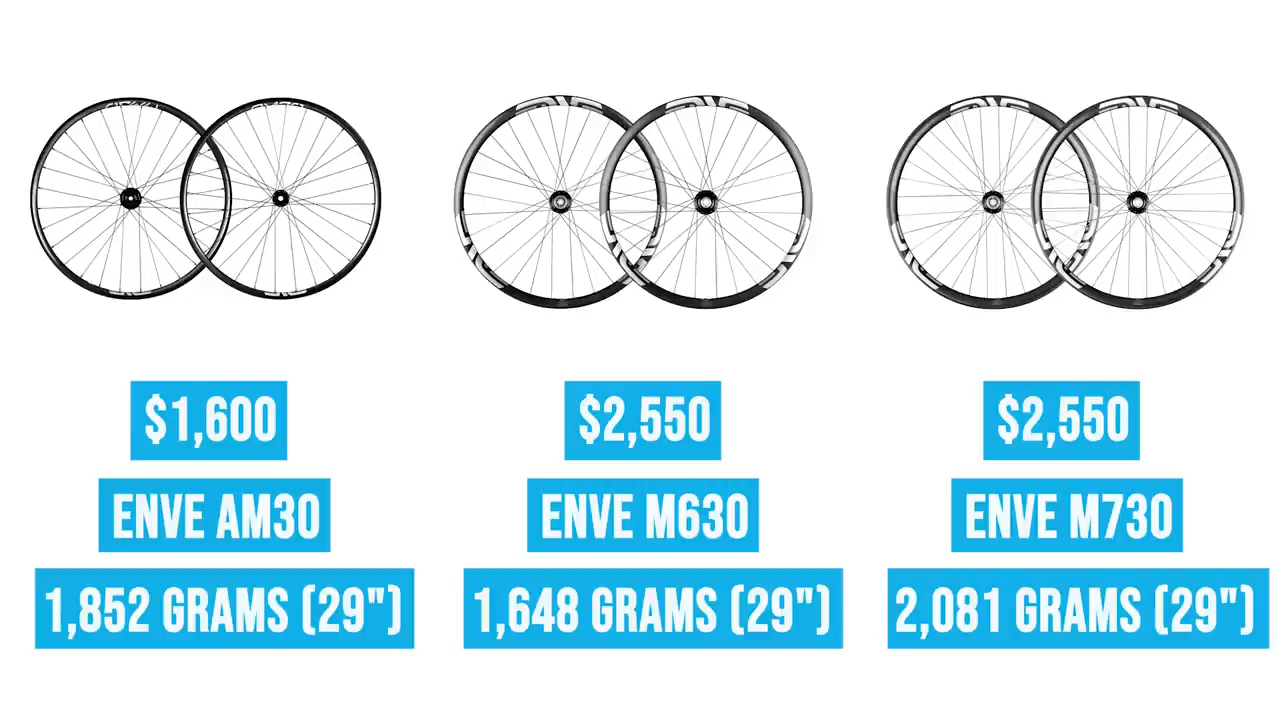 $1,600
ENVE AM30
1,852 GRAMS (29")
$2,550
ENVE M630
1,648 GRAMS (29")
$2,550
ENVE M730
2,081 GRAMS (29")